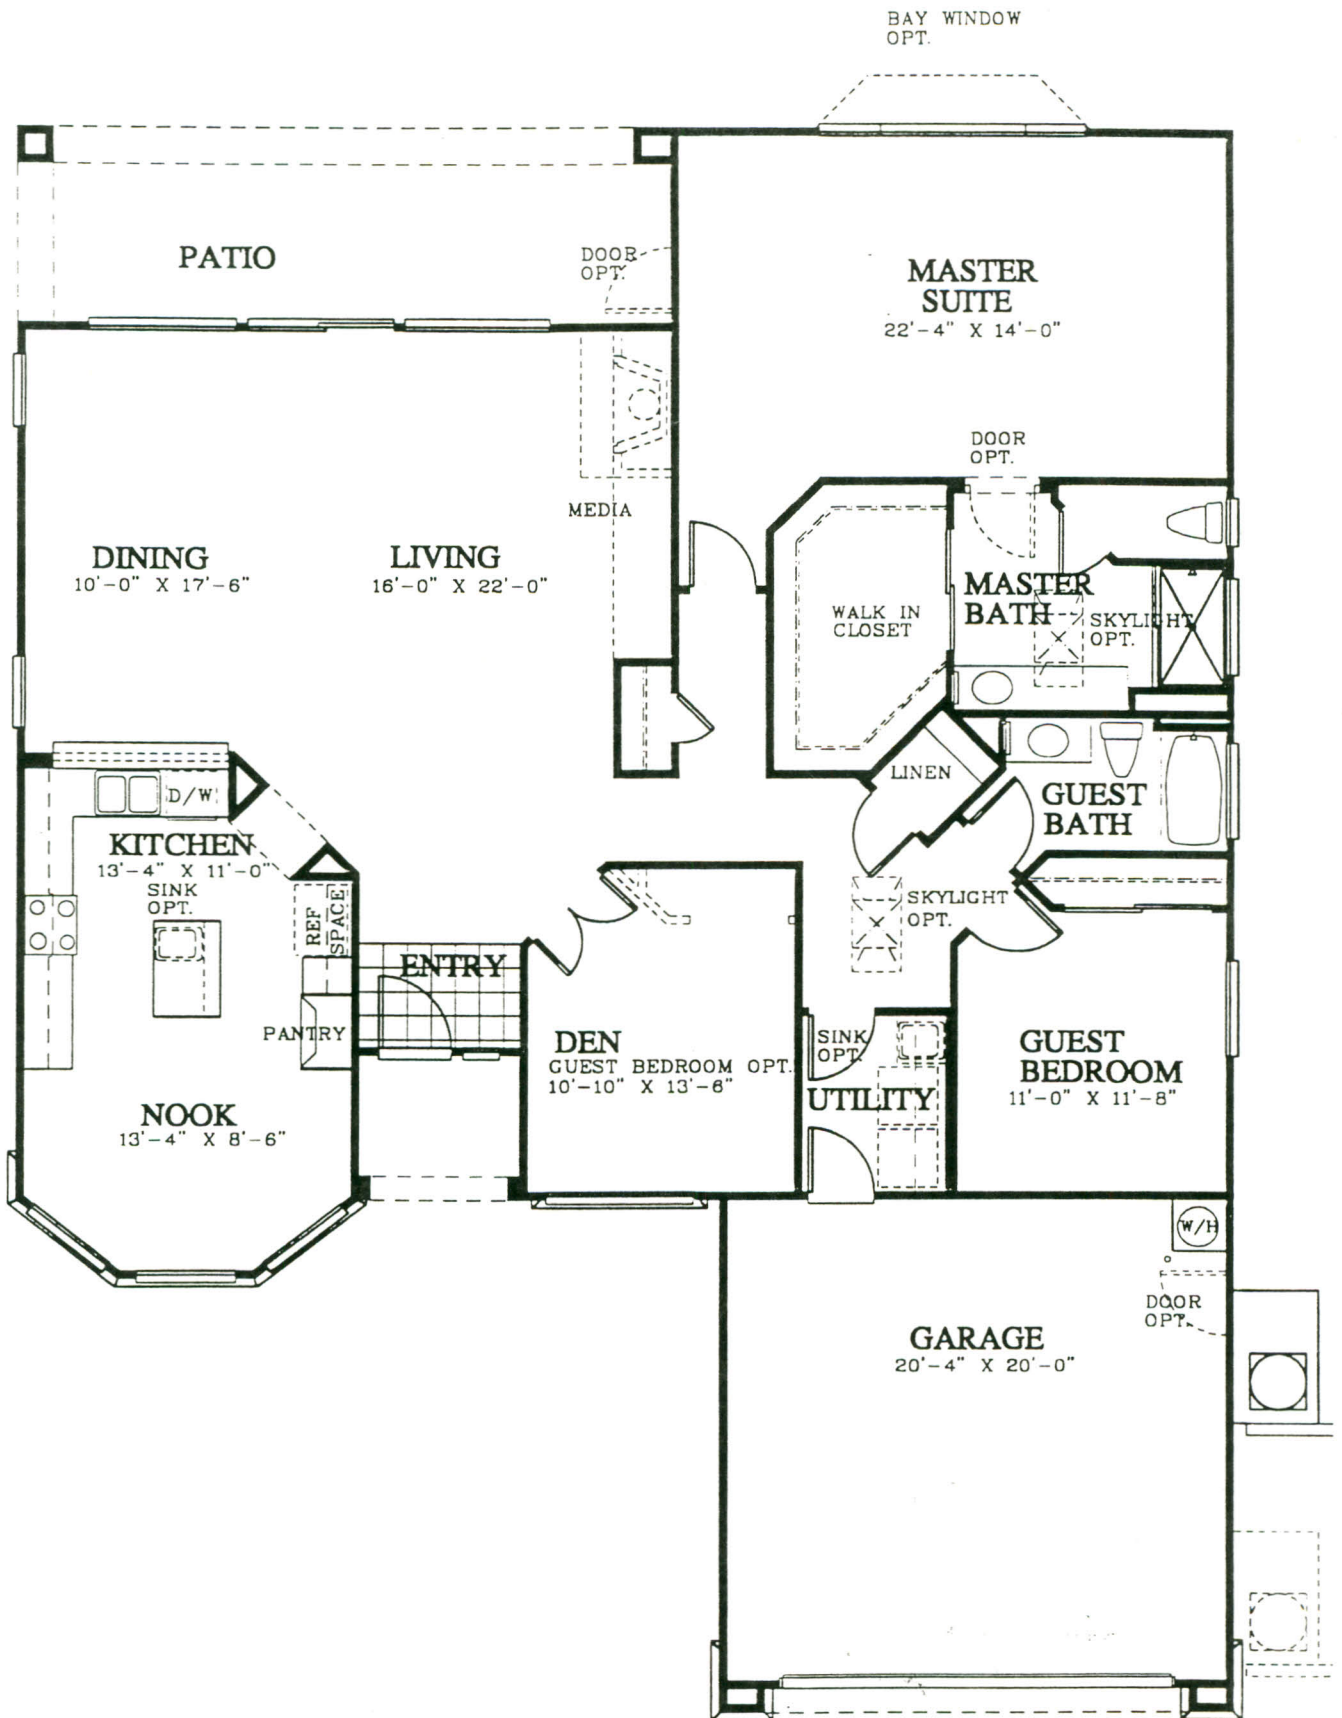 BAY WINDOW
OPT.
PATIO
DOOR
OPT.
MASTER
SUITE
22'-4" X 14'-0"
DOOR
OPT.
MEDIA
DINING
10'-0" X 17'-6"
LIVING
16'-0" X 22'-0"
WALK IN
CLOSET
MASTER
BATH
SKYLIGHT
OPT.
LINEN
GUEST
BATH
D/W
KITCHEN
13'-4" X 11'-0"
SINK
OPT.
REF
SPACE
SKYLIGHT
OPT.
ENTRY
PANTRY
DEN
GUEST BEDROOM OPT.
10'-10" X 13'-6"
SINK
OPT.
UTILITY
GUEST
BEDROOM
11'-0" X 11'-8"
NOOK
13'-4" X 8'-6"
W/H
DOOR
OPT.
GARAGE
20'-4" X 20'-0"